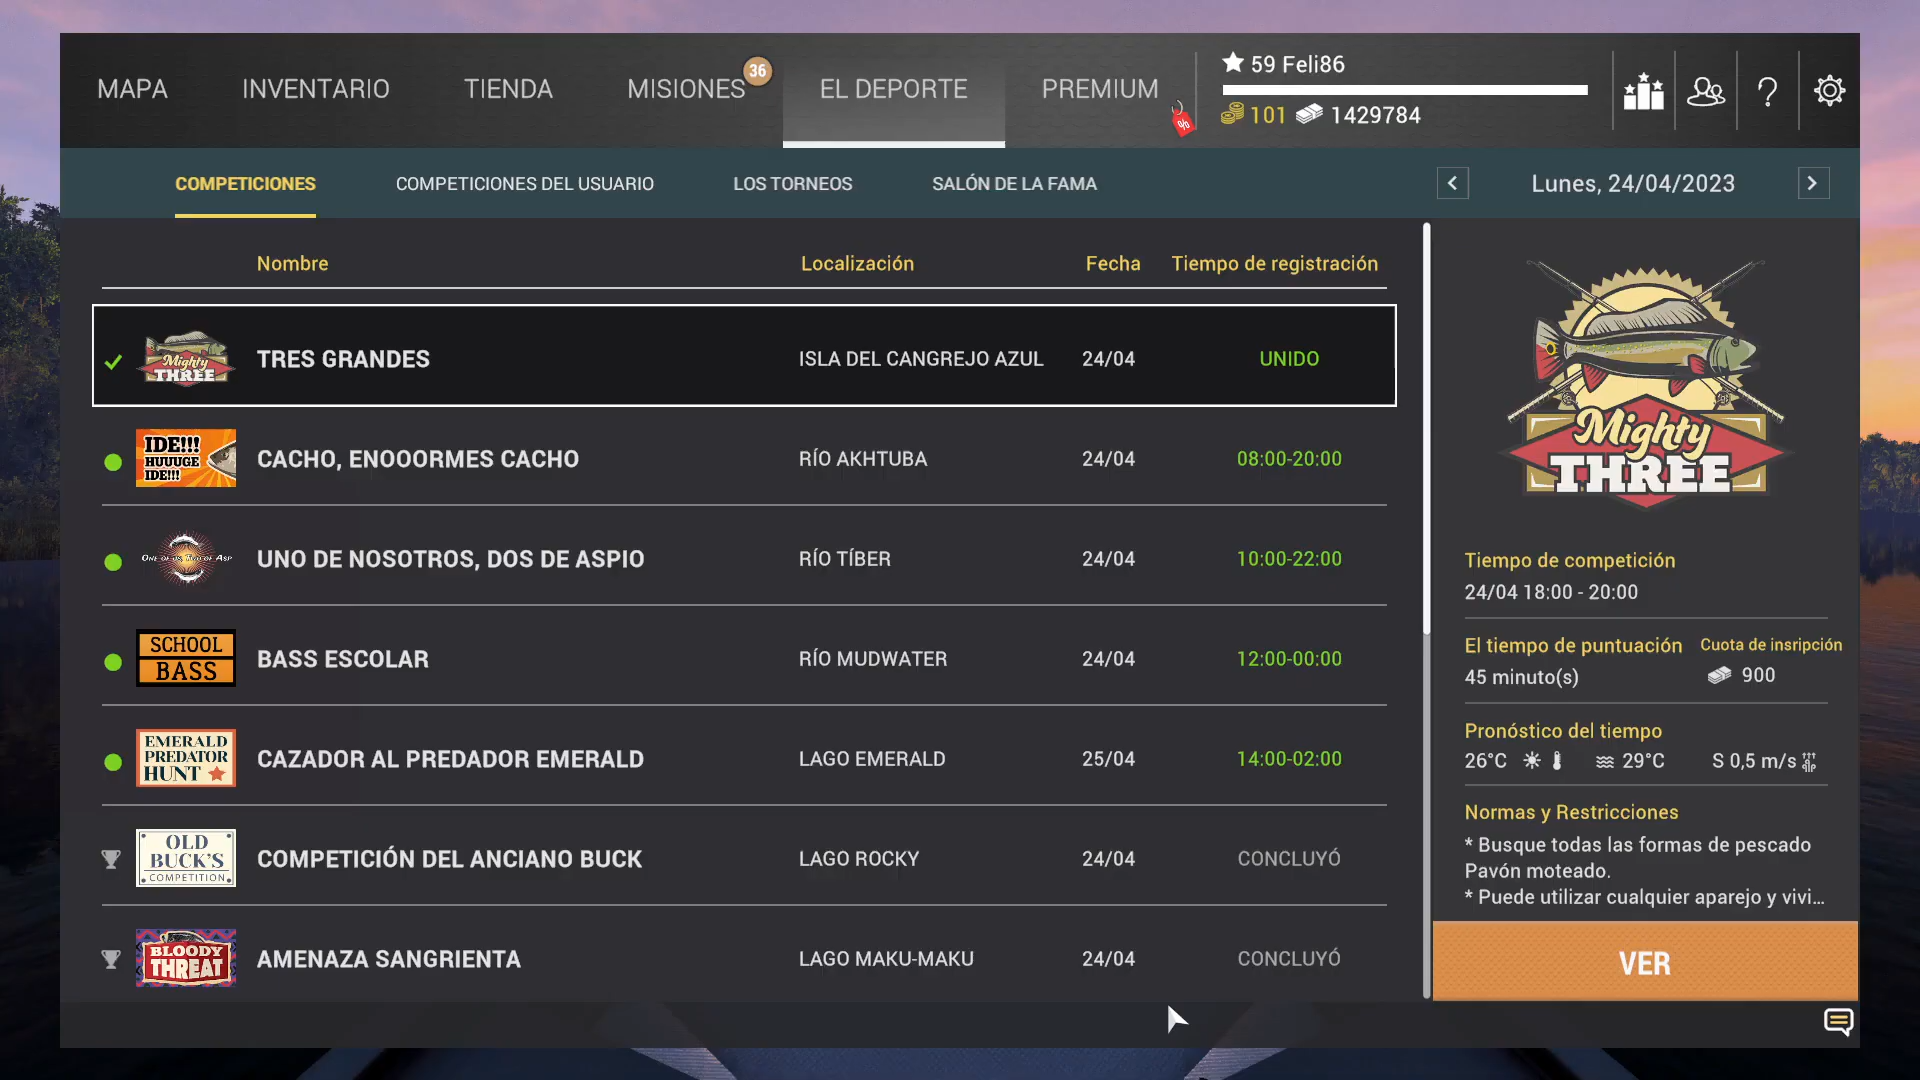 MAPA
INVENTARIO
TIENDA
MISIONES
36
EL DEPORTE
PREMIUM
%
59 Feli86
101
1429784
COMPETICIONES
COMPETICIONES DEL USUARIO
LOS TORNEOS
SALÓN DE LA FAMA
Lunes, 24/04/2023
Nombre
Localización
Fecha
Tiempo de registración
Mighty
THREE
TRES GRANDES
ISLA DEL CANGREJO AZUL
24/04
UNIDO
IDE!!!
HUUUGE
IDE!!!
CACHO, ENOOORMES CACHO
RÍO AKHTUBA
24/04
08:00-20:00
ONE OF US, TWO OF ASP
UNO DE NOSOTROS, DOS DE ASPIO
RÍO TÍBER
24/04
10:00-22:00
SCHOOL
BASS
BASS ESCOLAR
RÍO MUDWATER
24/04
12:00-00:00
EMERALD
PREDATOR
HUNT
CAZADOR AL PREDADOR EMERALD
LAGO EMERALD
25/04
14:00-02:00
OLD
BUCK'S
COMPETITION
COMPETICIÓN DEL ANCIANO BUCK
LAGO ROCKY
24/04
CONCLUYÓ
BLOODY
THREAT
AMENAZA SANGRIENTA
LAGO MAKU-MAKU
24/04
CONCLUYÓ
Mighty
THREE
Tiempo de competición
24/04 18:00 - 20:00
El tiempo de puntuación
Cuota de insripción
45 minuto(s)
900
Pronóstico del tiempo
26°C
29°C
S 0,5 m/s
Normas y Restricciones
* Busque todas las formas de pescado
Pavón moteado.
* Puede utilizar cualquier aparejo y vivi...
VER